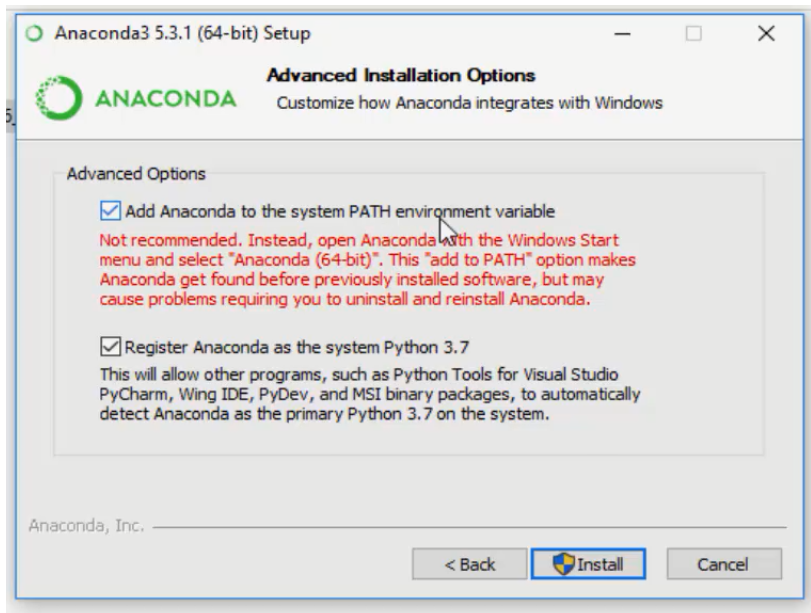 Anaconda3 5.3.1 (64-bit) Setup
Advanced Installation Options
ANACONDA
Customize how Anaconda integrates with Windows
Advanced Options
Add Anaconda to the system PATH environment variable
Not recommended. Instead, open Anaconda with the Windows Start
menu and select "Anaconda (64-bit)". This "add to PATH" option makes
Anaconda get found before previously installed software, but may
cause problems requiring you to uninstall and reinstall Anaconda.
Register Anaconda as the system Python 3.7
This will allow other programs, such as Python Tools for Visual Studio
PyCharm, Wing IDE, PyDev, and MSI binary packages, to automatically
detect Anaconda as the primary Python 3.7 on the system.
Anaconda, Inc.
< Back
Install
Cancel